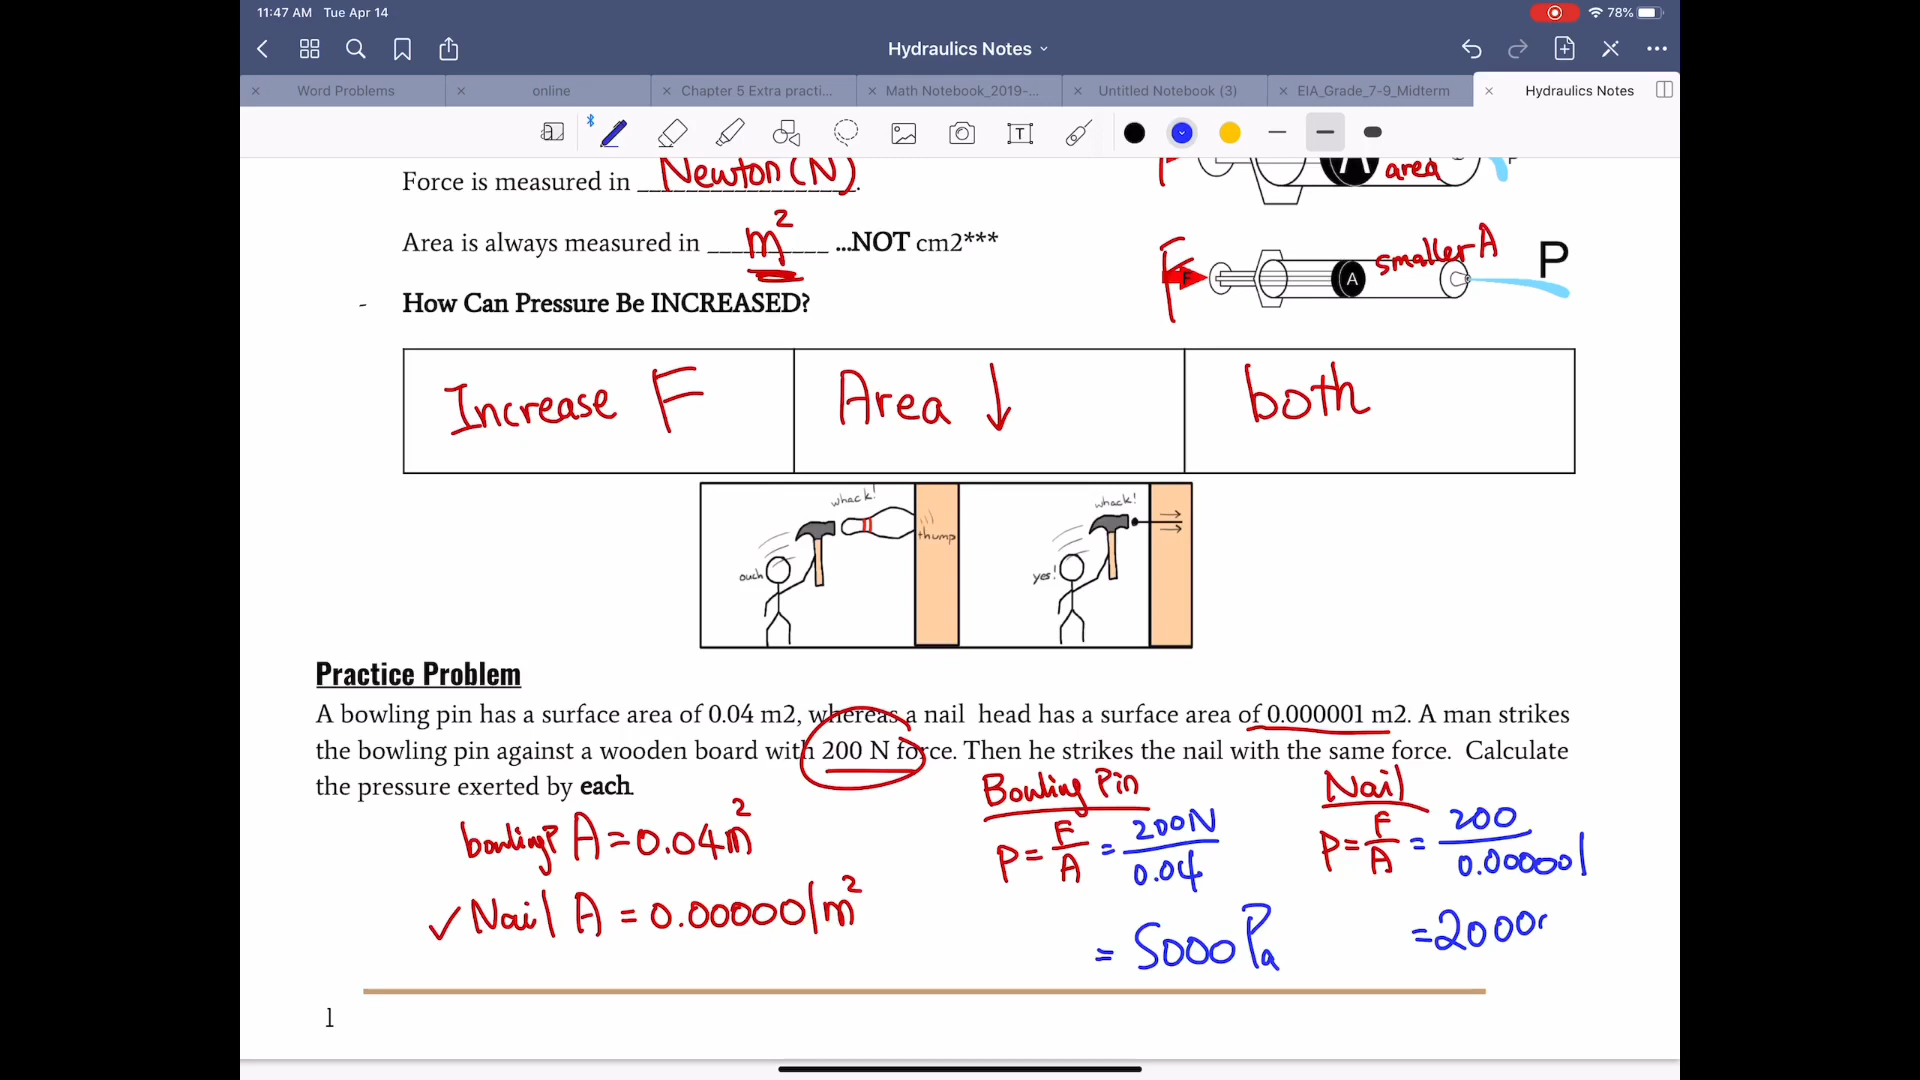 11:47 AM Tue Apr 14
78%
Hydraulics Notes
Word Problems
online
Chapter 5 Extra practi...
Math Notebook_2019-...
Untitled Notebook (3)
EIA_Grade_7-9_Midterm
Hydraulics Notes
T
Force is measured in Newton (N).
F A area P
Area is always measured in m² ...NOT cm2***
F F A smaller A P
- How Can Pressure Be INCREASED?
Increase F Area ↓ both
whack! ouch thump
whack! yes!
Practice Problem
A bowling pin has a surface area of 0.04 m2, whereas a nail head has a surface area of 0.000001 m2. A man strikes
the bowling pin against a wooden board with 200 N force. Then he strikes the nail with the same force. Calculate
the pressure exerted by each.
bowling P A = 0.04m²
✓ Nail A = 0.000001m²
Bowling Pin
P = F/A = 200N/0.04
= 5000 Pa
Nail
P = F/A = 200/0.000001
= 2000
1